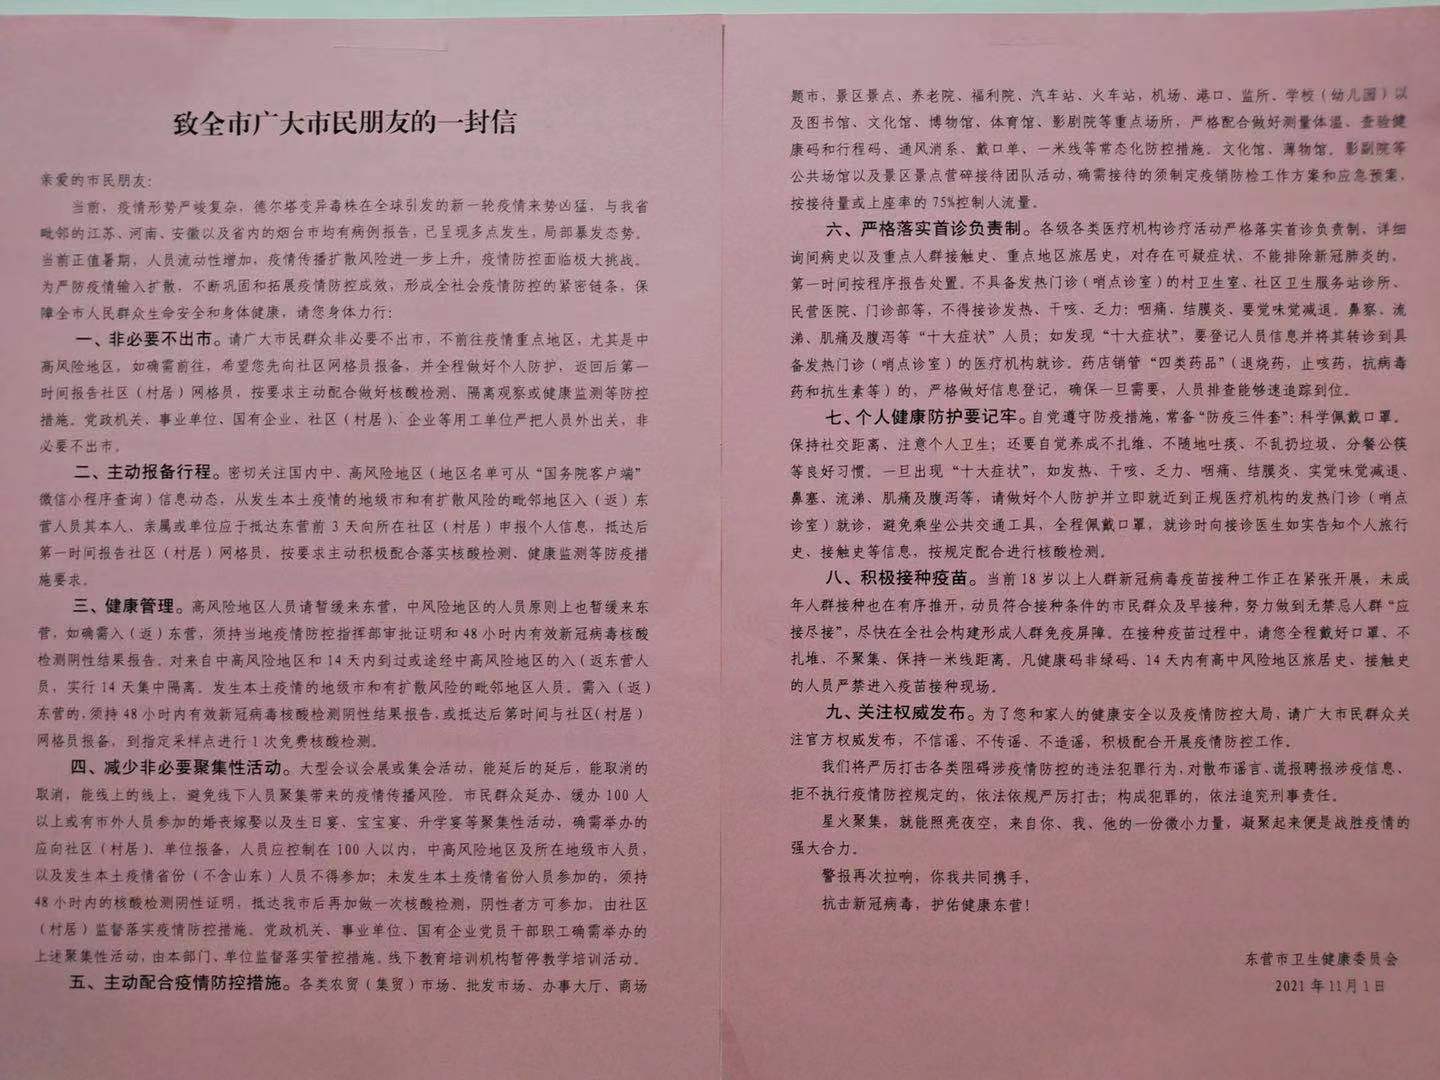 致全市广大市民朋友的一封信
亲爱的市民朋友：
当前，疫情形势严峻复杂，德尔塔变异毒株在全球引发的新一轮疫情来势凶猛，与我省
毗邻的江苏、河南、安徽以及省内的烟台市均有病例报告，已呈现多点发生，局部暴发态势。
当前正值暑期，人员流动性增加，疫情传播扩散风险进一步上升，疫情防控面临极大挑战。
为严防疫情输入扩散，不断巩固和拓展疫情防控成效，形成全社会疫情防控的紧密链条，保
障全市人民群众生命安全和身体健康，请您身体力行：
一、非必要不出市。请广大市民群众非必要不出市，不前往疫情重点地区，尤其是中
高风险地区，如确需前往，希望您先向社区网格员报备，并全程做好个人防护，返回后第一
时间报告社区（村居）网格员，按要求主动配合做好核酸检测、隔离观察或健康监测等防控
措施。党政机关、事业单位、国有企业、社区（村居）、企业等用工单位严把人员外出关，非
必要不出市。
二、主动报备行程。密切关注国内中、高风险地区（地区名单可从“国务院客户端”
微信小程序查询）信息动态，从发生本土疫情的地级市和有扩散风险的毗邻地区入（返）东
营人员其本人、亲属或单位应于抵达东营前 3 天向所在社区（村居）申报个人信息，抵达后
第一时间报告社区（村居）网格员，按要求主动积极配合落实核酸检测、健康监测等防疫措
施要求。
三、健康管理。高风险地区人员请暂缓来东营，中风险地区的人员原则上也暂缓来东
营，如确需入（返）东营，须持当地疫情防控指挥部审批证明和 48 小时内有效新冠病毒核酸
检测阴性结果报告。对来自中高风险地区和 14 天内到过或途经中高风险地区的入（返东营人
员，实行 14 天集中隔离。发生本土疫情的地级市和有扩散风险的毗邻地区人员。需入（返）
东营的，须持 48 小时内有效新冠病毒核酸检测阴性结果报告，或抵达后第时间与社区（村居）
网格员报备，到指定采样点进行 1 次免费核酸检测。
四、减少非必要聚集性活动。大型会议会展或集会活动，能延后的延后，能取消的
取消，能线上的线上，避免线下人员聚集带来的疫情传播风险。市民群众延办、缓办 100 人
以上或有市外人员参加的婚丧嫁娶以及生日宴、宝宝宴、升学宴等聚集性活动，确需举办的
应向社区（村居）、单位报备，人员应控制在 100 人以内，中高风险地区及所在地级市人员，
以及发生本土疫情省份（不含山东）人员不得参加；未发生本土疫情省份人员参加的，须持
48 小时内的核酸检测阴性证明，抵达我市后再加做一次核酸检测，阴性者方可参加，由社区
（村居）监督落实疫情防控措施。党政机关、事业单位、国有企业党员干部职工确需举办的
上述聚集性活动，由本部门、单位监督落实管控措施。线下教育培训机构暂停教学培训活动。
五、主动配合疫情防控措施。各类农贸（集贸）市场、批发市场、办事大厅、商场
题市，景区景点、养老院、福利院、汽车站、火车站，机场、港口、监所、学校（幼儿园）以
及图书馆、文化馆、博物馆、体育馆、影剧院等重点场所，严格配合做好测量体温、查验健
康码和行程码、通风消系、戴口单、一米线等常态化防控措施。文化馆、薄物馆。影副院等
公共场馆以及景区景点营碎接待团队活动，确需接待的须制定疫销防检工作方案和应急预案，
按接待量或上座率的 75%控制人流量。
六、严格落实首诊负责制。各级各类医疗机构诊疗活动严格落实首诊负责制，详细
询间病史以及重点人群接触史、重点地区旅居史，对存在可疑症状、不能排除新冠肺炎的，
第一时间按程序报告处置。不具备发热门诊（哨点诊室）的村卫生室、社区卫生服务站诊所、
民营医院、门诊部等，不得接诊发热、干咳、乏力：咽痛、结膜炎、要觉味觉减退。鼻察、流
涕、肌痛及腹泻等“十大症状”人员；如发现“十大症状”，要登记人员信息并将其转诊到具
备发热门诊（哨点诊室）的医疗机构就诊。药店销管“四类药品”（退烧药，止咳药，抗病毒
药和抗生素等）的，严格做好信息登记，确保一旦需要，人员排查能够速追踪到位。
七、个人健康防护要记牢。自党遵守防疫措施，常备“防疫三件套”：科学佩戴口罩。
保持社交距离、注意个人卫生；还要自觉养成不扎维、不随地吐痰、不乱扔垃圾、分餐公筷
等良好习惯。一旦出现“十大症状”，如发热、干咳、乏力、咽痛、结膜炎、实觉味觉减退、
鼻塞、流涕、肌痛及腹泻等，请做好个人防护并立即就近到正规医疗机构的发热门诊（哨点
诊室）就诊，避免乘坐公共交通工具，全程佩戴口罩，就诊时向接诊医生如实告知个人旅行
史、接触史等信息，按规定配合进行核酸检测。
八、积极接种疫苗。当前 18 岁以上人群新冠病毒疫苗接种工作正在紧张开展，未成
年人群接种也在有序推开，动员符合接种条件的市民群众及早接种，努力做到无禁忌人群“应
接尽接”，尽快在全社会构建形成人群免疫屏障。在接种疫苗过程中，请您全程戴好口罩、不
扎堆、不聚集、保持一米线距离。凡健康码非绿码、14 天内有高中风险地区旅居史、接触史
的人员严禁进入疫苗接种现场。
九、关注权威发布。为了您和家人的健康安全以及疫情防控大局，请广大市民群众关
注官方权威发布，不信谣、不传谣、不造谣，积极配合开展疫情防控工作。
我们将严厉打击各类阻碍涉疫情防控的违法犯罪行为，对散布谣言、谎报聘报涉疫信息、
拒不执行疫情防控规定的，依法依规严厉打击；构成犯罪的，依法追究刑事责任。
星火聚集，就能照亮夜空，来自你、我、他的一份微小力量，凝聚起来便是战胜疫情的
强大合力。
警报再次拉响，你我共同携手，
抗击新冠病毒，护佑健康东营！
东营市卫生健康委员会
2021 年 11 月 1 日